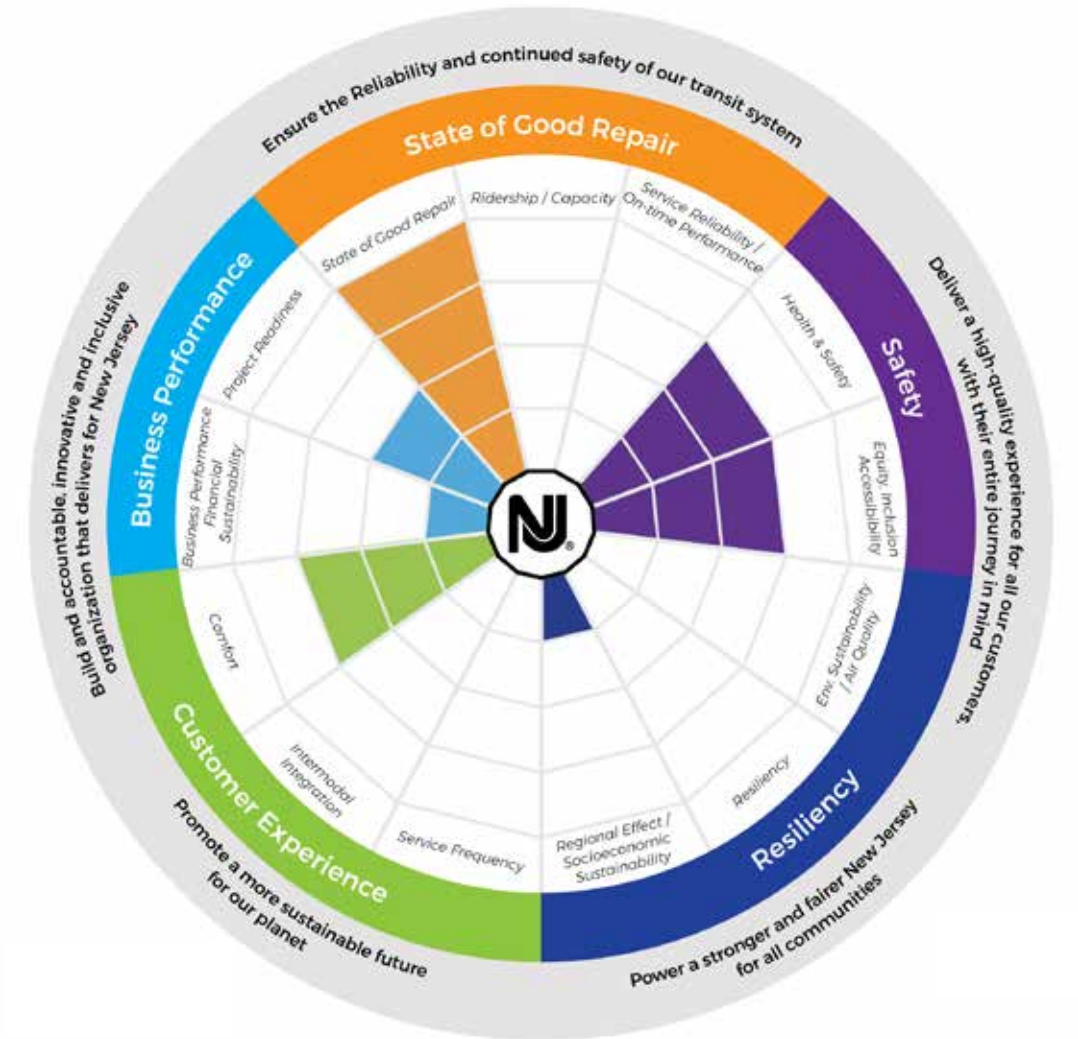 Ensure the Reliability and continued safety of our transit system
State of Good Repair
State of Good Repair
Ridership / Capacity
Service Reliability /
On-time Performance
Safety
Health & Safety
Equity, Inclusion
Accessibibility
Deliver a high-quality experience for all our customers,
with their entire journey in mind
Resiliency
Env. Sustainability
/ Air Quality
Resiliency
Regional Effect /
Socioeconomic
Sustainability
Power a stronger and fairer New Jersey
for all communities
Customer Experience
Service Frequency
Intermodal
Integration
Comfort
Promote a more sustainable future
for our planet
Business Performance
Business Performance
Financial
Sustainability
Project Readiness
Build and accountable, innovative and inclusive
organization that delivers for New Jersey
NJ
®